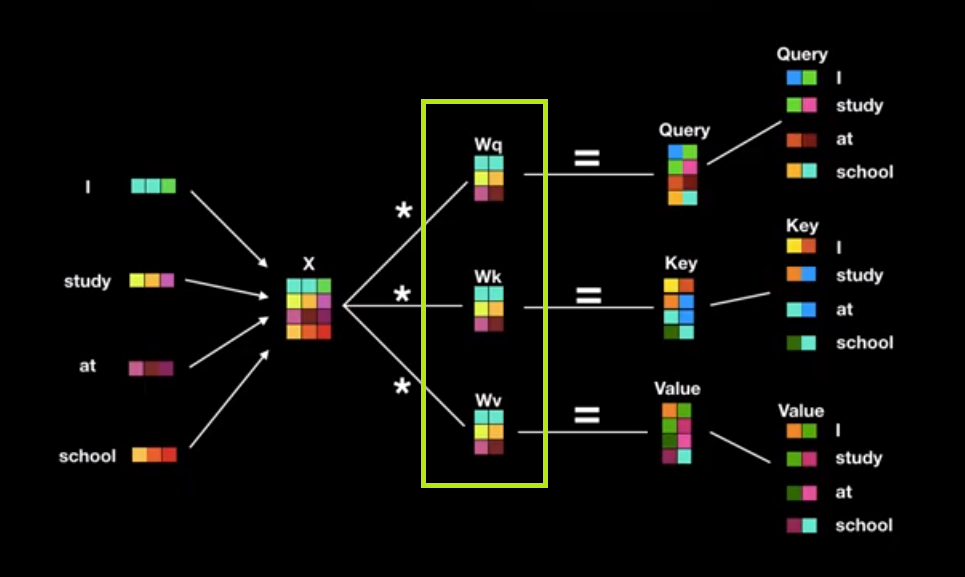 I
study
at
school
X
*
*
*
Wq
Wk
Wv
=
=
=
Query
Key
Value
Query
I
study
at
school
Key
I
study
at
school
Value
I
study
at
school